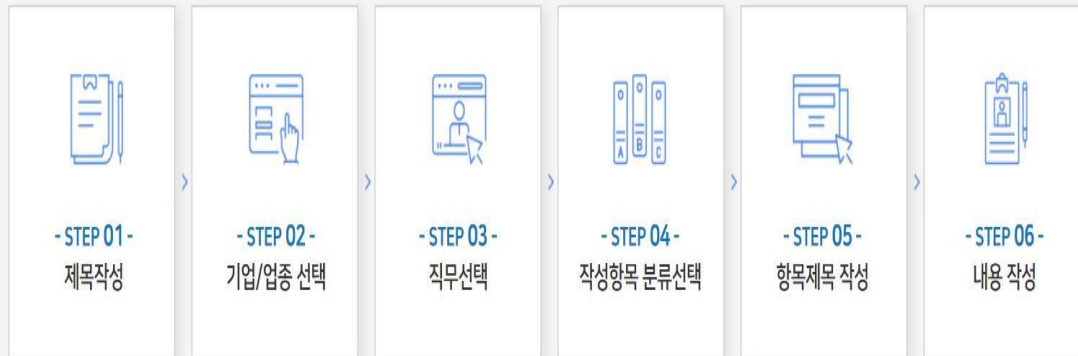 - STEP 01 -
제목작성
- STEP 02 -
기업/업종 선택
- STEP 03 -
직무선택
A B C
- STEP 04 -
작성항목 분류선택
- STEP 05 -
항목제목 작성
- STEP 06 -
내용 작성